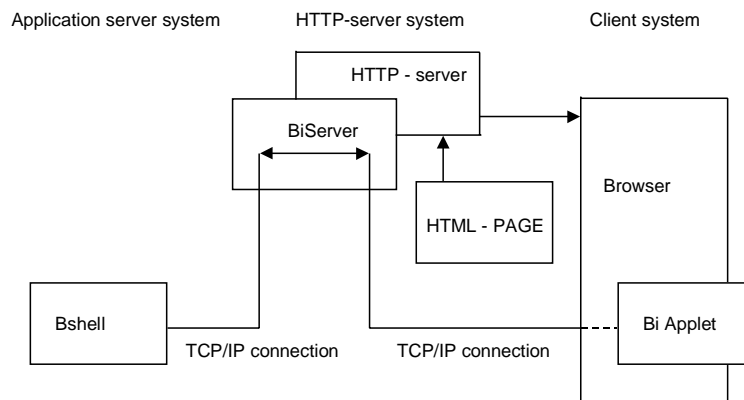 Application server system
HTTP-server system
Client system
HTTP - server
BiServer
Browser
HTML - PAGE
Bshell
Bi Applet
TCP/IP connection
TCP/IP connection